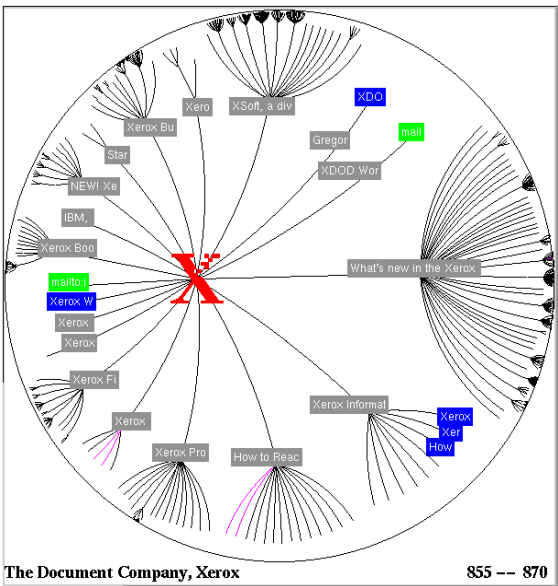 XDO
Xero
XSoft, a div
mail
Xerox Bu
Gregor
Star
XDOD Wor
NEW! Xe
IBM,
Xerox Boo
What's new in the Xerox
X
mailto:i
Xerox W
Xerox
Xerox
Xerox Fi
Xerox Informat
Xerox
Xerox
Xer
How
Xerox Pro
How to Reac
The Document Company, Xerox
855 -- 870